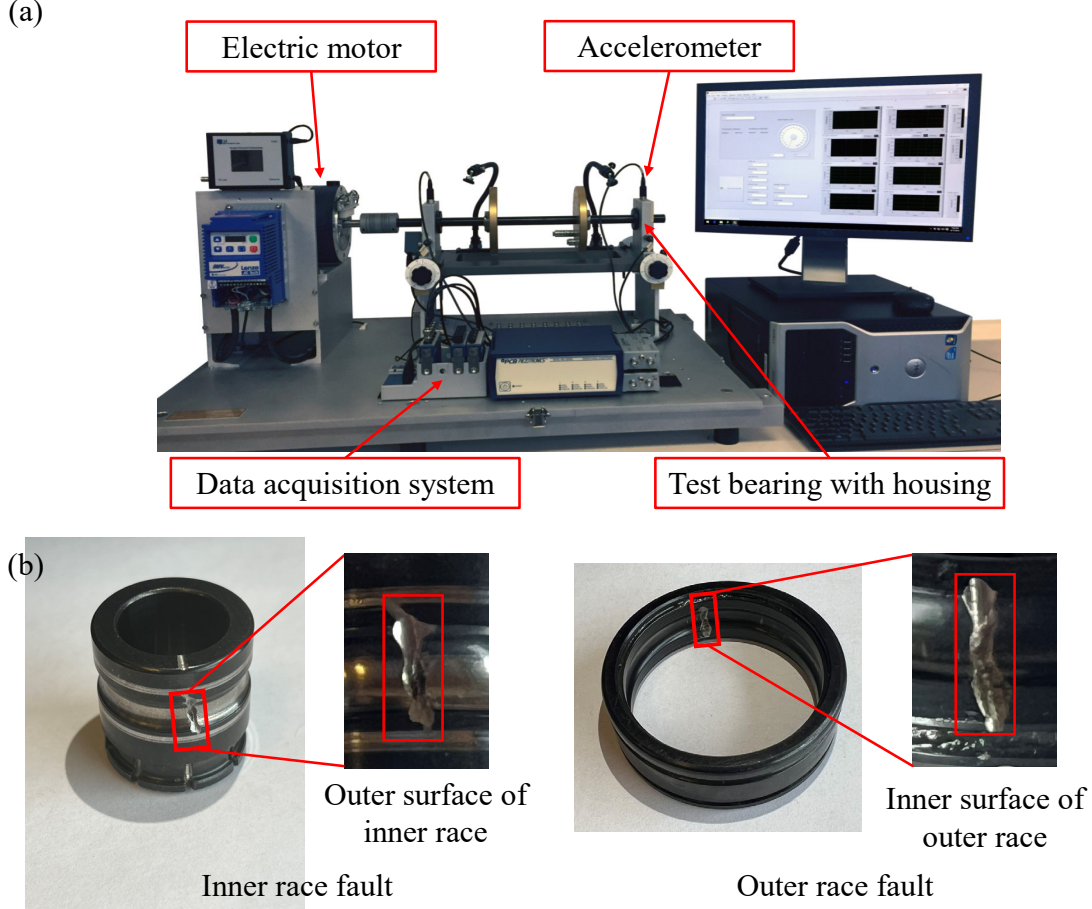 (a)
Electric motor
Accelerometer
Lenze
Data acquisition system
Test bearing with housing
(b)
Outer surface of
inner race
Inner surface of
outer race
Inner race fault
Outer race fault